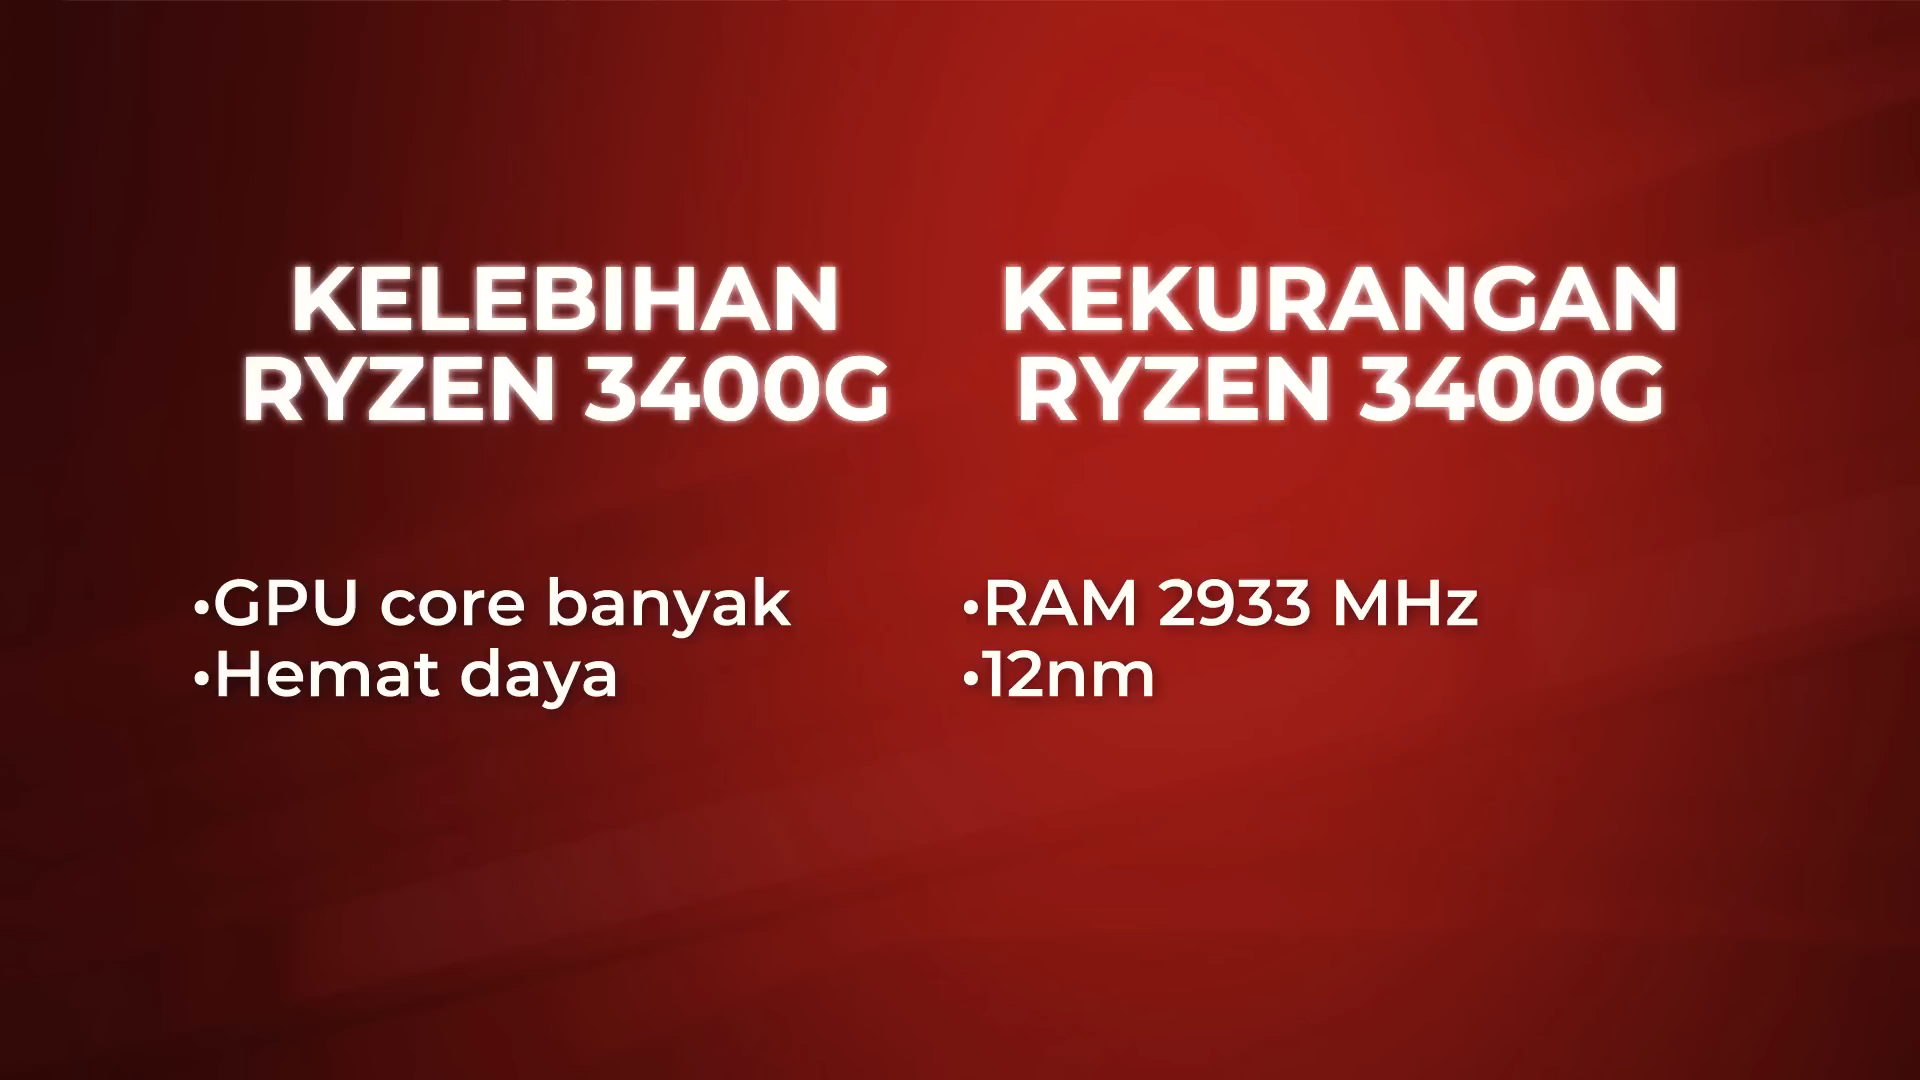 KELEBIHAN
RYZEN 3400G
•GPU core banyak
•Hemat daya
KEKURANGAN
RYZEN 3400G
•RAM 2933 MHz
•12nm